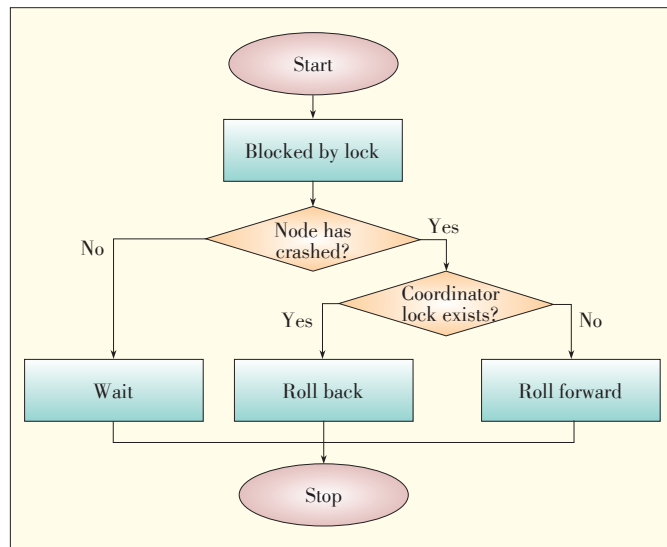 Start
Blocked by lock
Node has
crashed?
No
Yes
Coordinator
lock exists?
Yes
No
Wait
Roll back
Roll forward
Stop